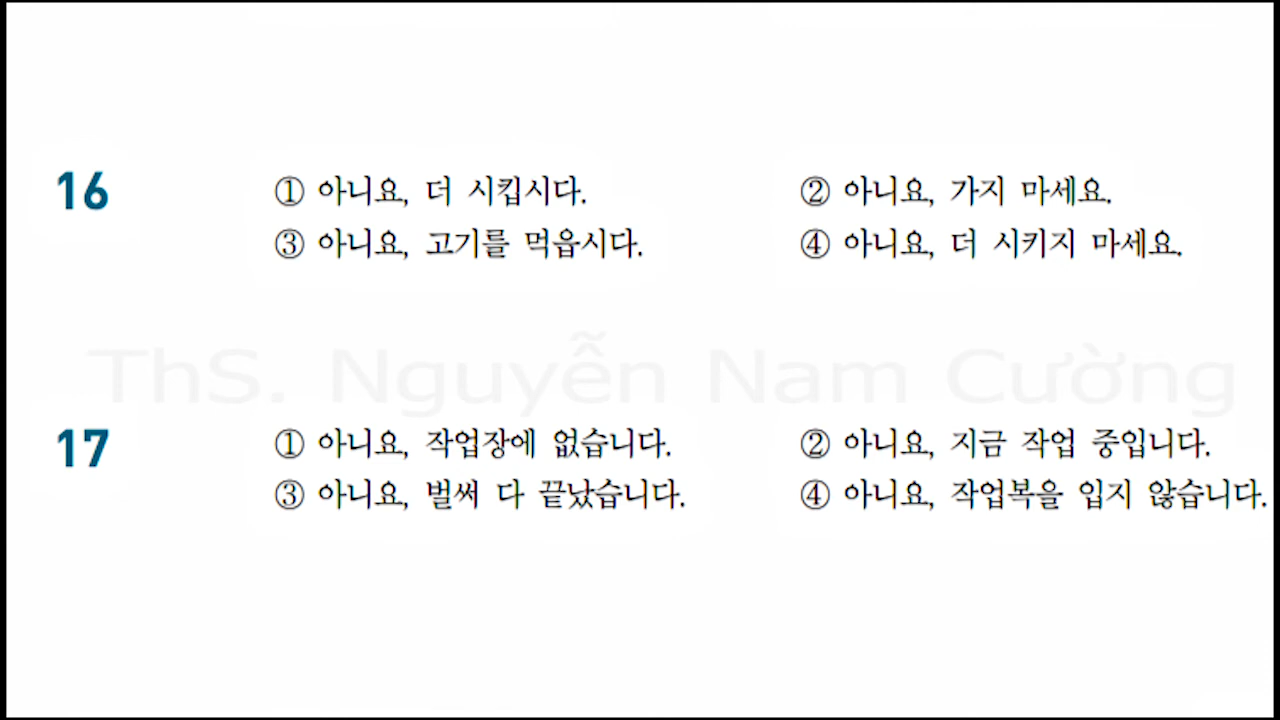 16
① 아니요, 더 시킵시다.
② 아니요, 가지 마세요.
③ 아니요, 고기를 먹읍시다.
④ 아니요, 더 시키지 마세요.
ThS. Nguyễn Nam Cường
17
① 아니요, 작업장에 없습니다.
② 아니요, 지금 작업 중입니다.
③ 아니요, 벌써 다 끝났습니다.
④ 아니요, 작업복을 입지 않습니다.